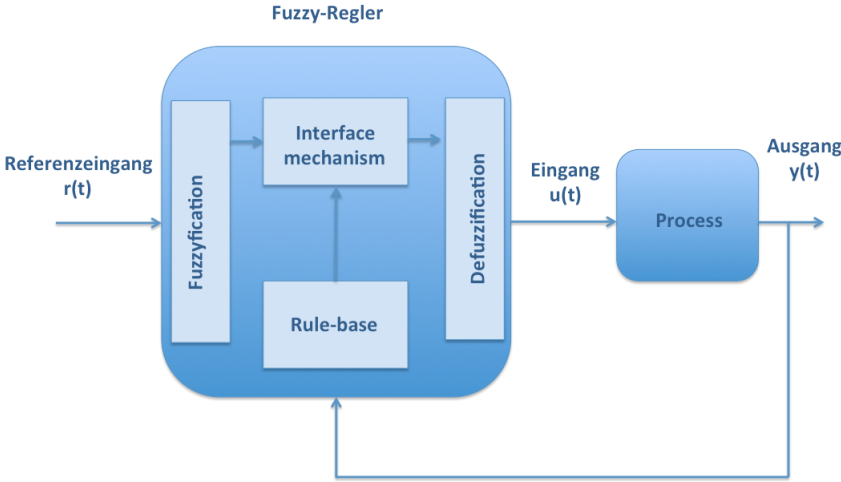 Fuzzy-Regler
Referenzeingang
r(t)
Fuzzyfication
Interface
mechanism
Rule-base
Defuzzification
Eingang
u(t)
Process
Ausgang
y(t)